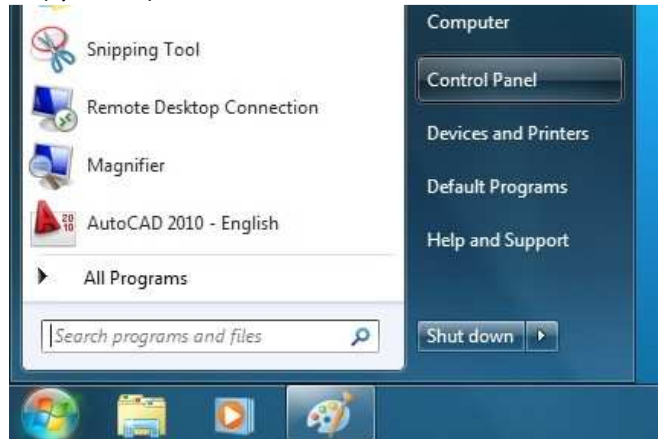 Snipping Tool
Remote Desktop Connection
Magnifier
AutoCAD 2010 - English
All Programs
Search programs and files
Computer
Control Panel
Devices and Printers
Default Programs
Help and Support
Shut down